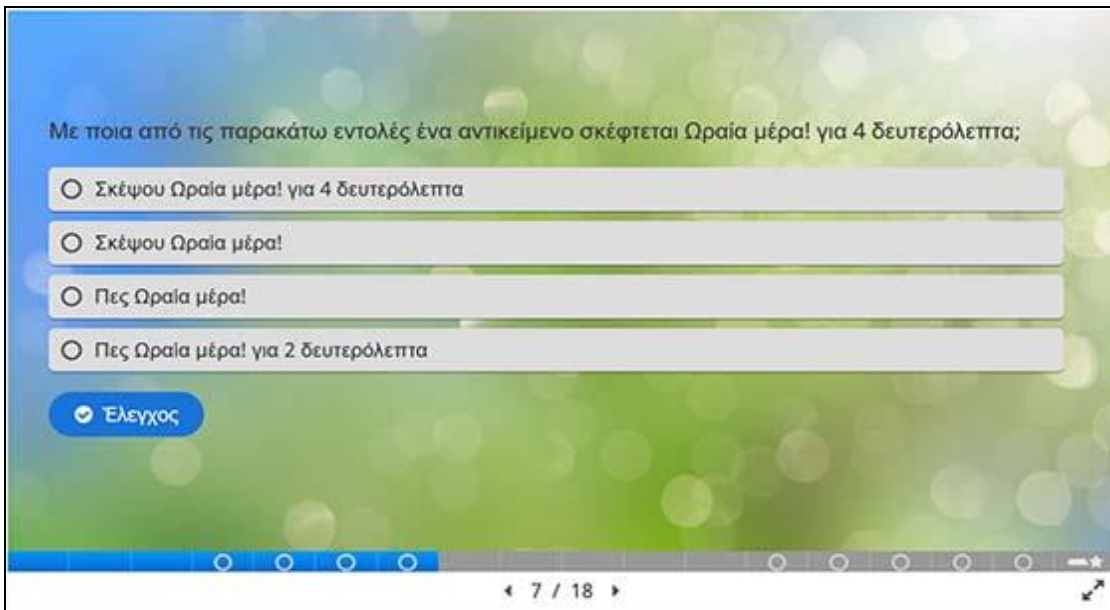 Με ποια από τις παρακάτω εντολές ένα αντικείμενο σκέφτεται Ωραία μέρα! για 4 δευτερόλεπτα;
Σκέψου Ωραία μέρα! για 4 δευτερόλεπτα
Σκέψου Ωραία μέρα!
Πες Ωραία μέρα!
Πες Ωραία μέρα! για 2 δευτερόλεπτα
Έλεγχος
7 / 18